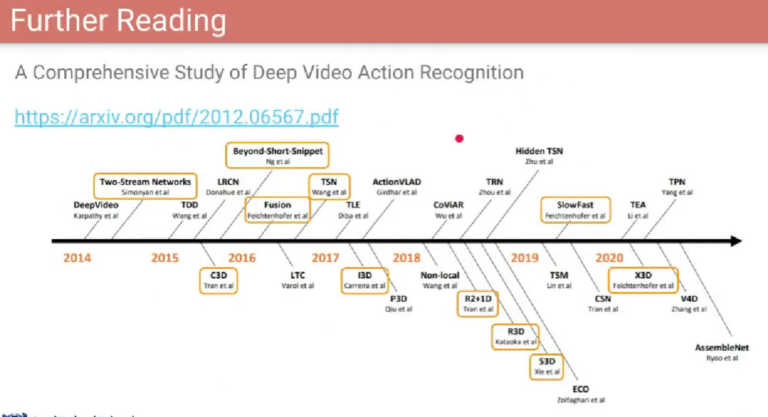 Further Reading
A Comprehensive Study of Deep Video Action Recognition
https://arxiv.org/pdf/2012.06567.pdf
Beyond-Short-Snippet
Ng et al
Hidden TSN
Zhu et al
Two-Stream Networks
Simonyan et al
LRCN
Donahue et al
TSN
Wang et al
ActionVLAD
Girdhar et al
TRN
Zhou et al
TPN
Yang et al
DeepVideo
Karpathy et al
TDD
Wang et al
Fusion
Feichtenhofer et al
TLE
Diba et al
CoViAR
Wu et al
SlowFast
Feichtenhofer et al
TEA
Li et al
2014 2015 2016 2017 2018 2019 2020
C3D
Tran et al
LTC
Varol et al
I3D
Carreira et al
Non-local
Wang et al
TSM
Lin et al
X3D
Feichtenhofer et al
P3D
Qiu et al
R2+1D
Tran et al
CSN
Tran et al
V4D
Zhang et al
R3D
Kataoka et al
AssembleNet
Ryoo et al
S3D
Xie et al
ECO
Zolfaghari et al